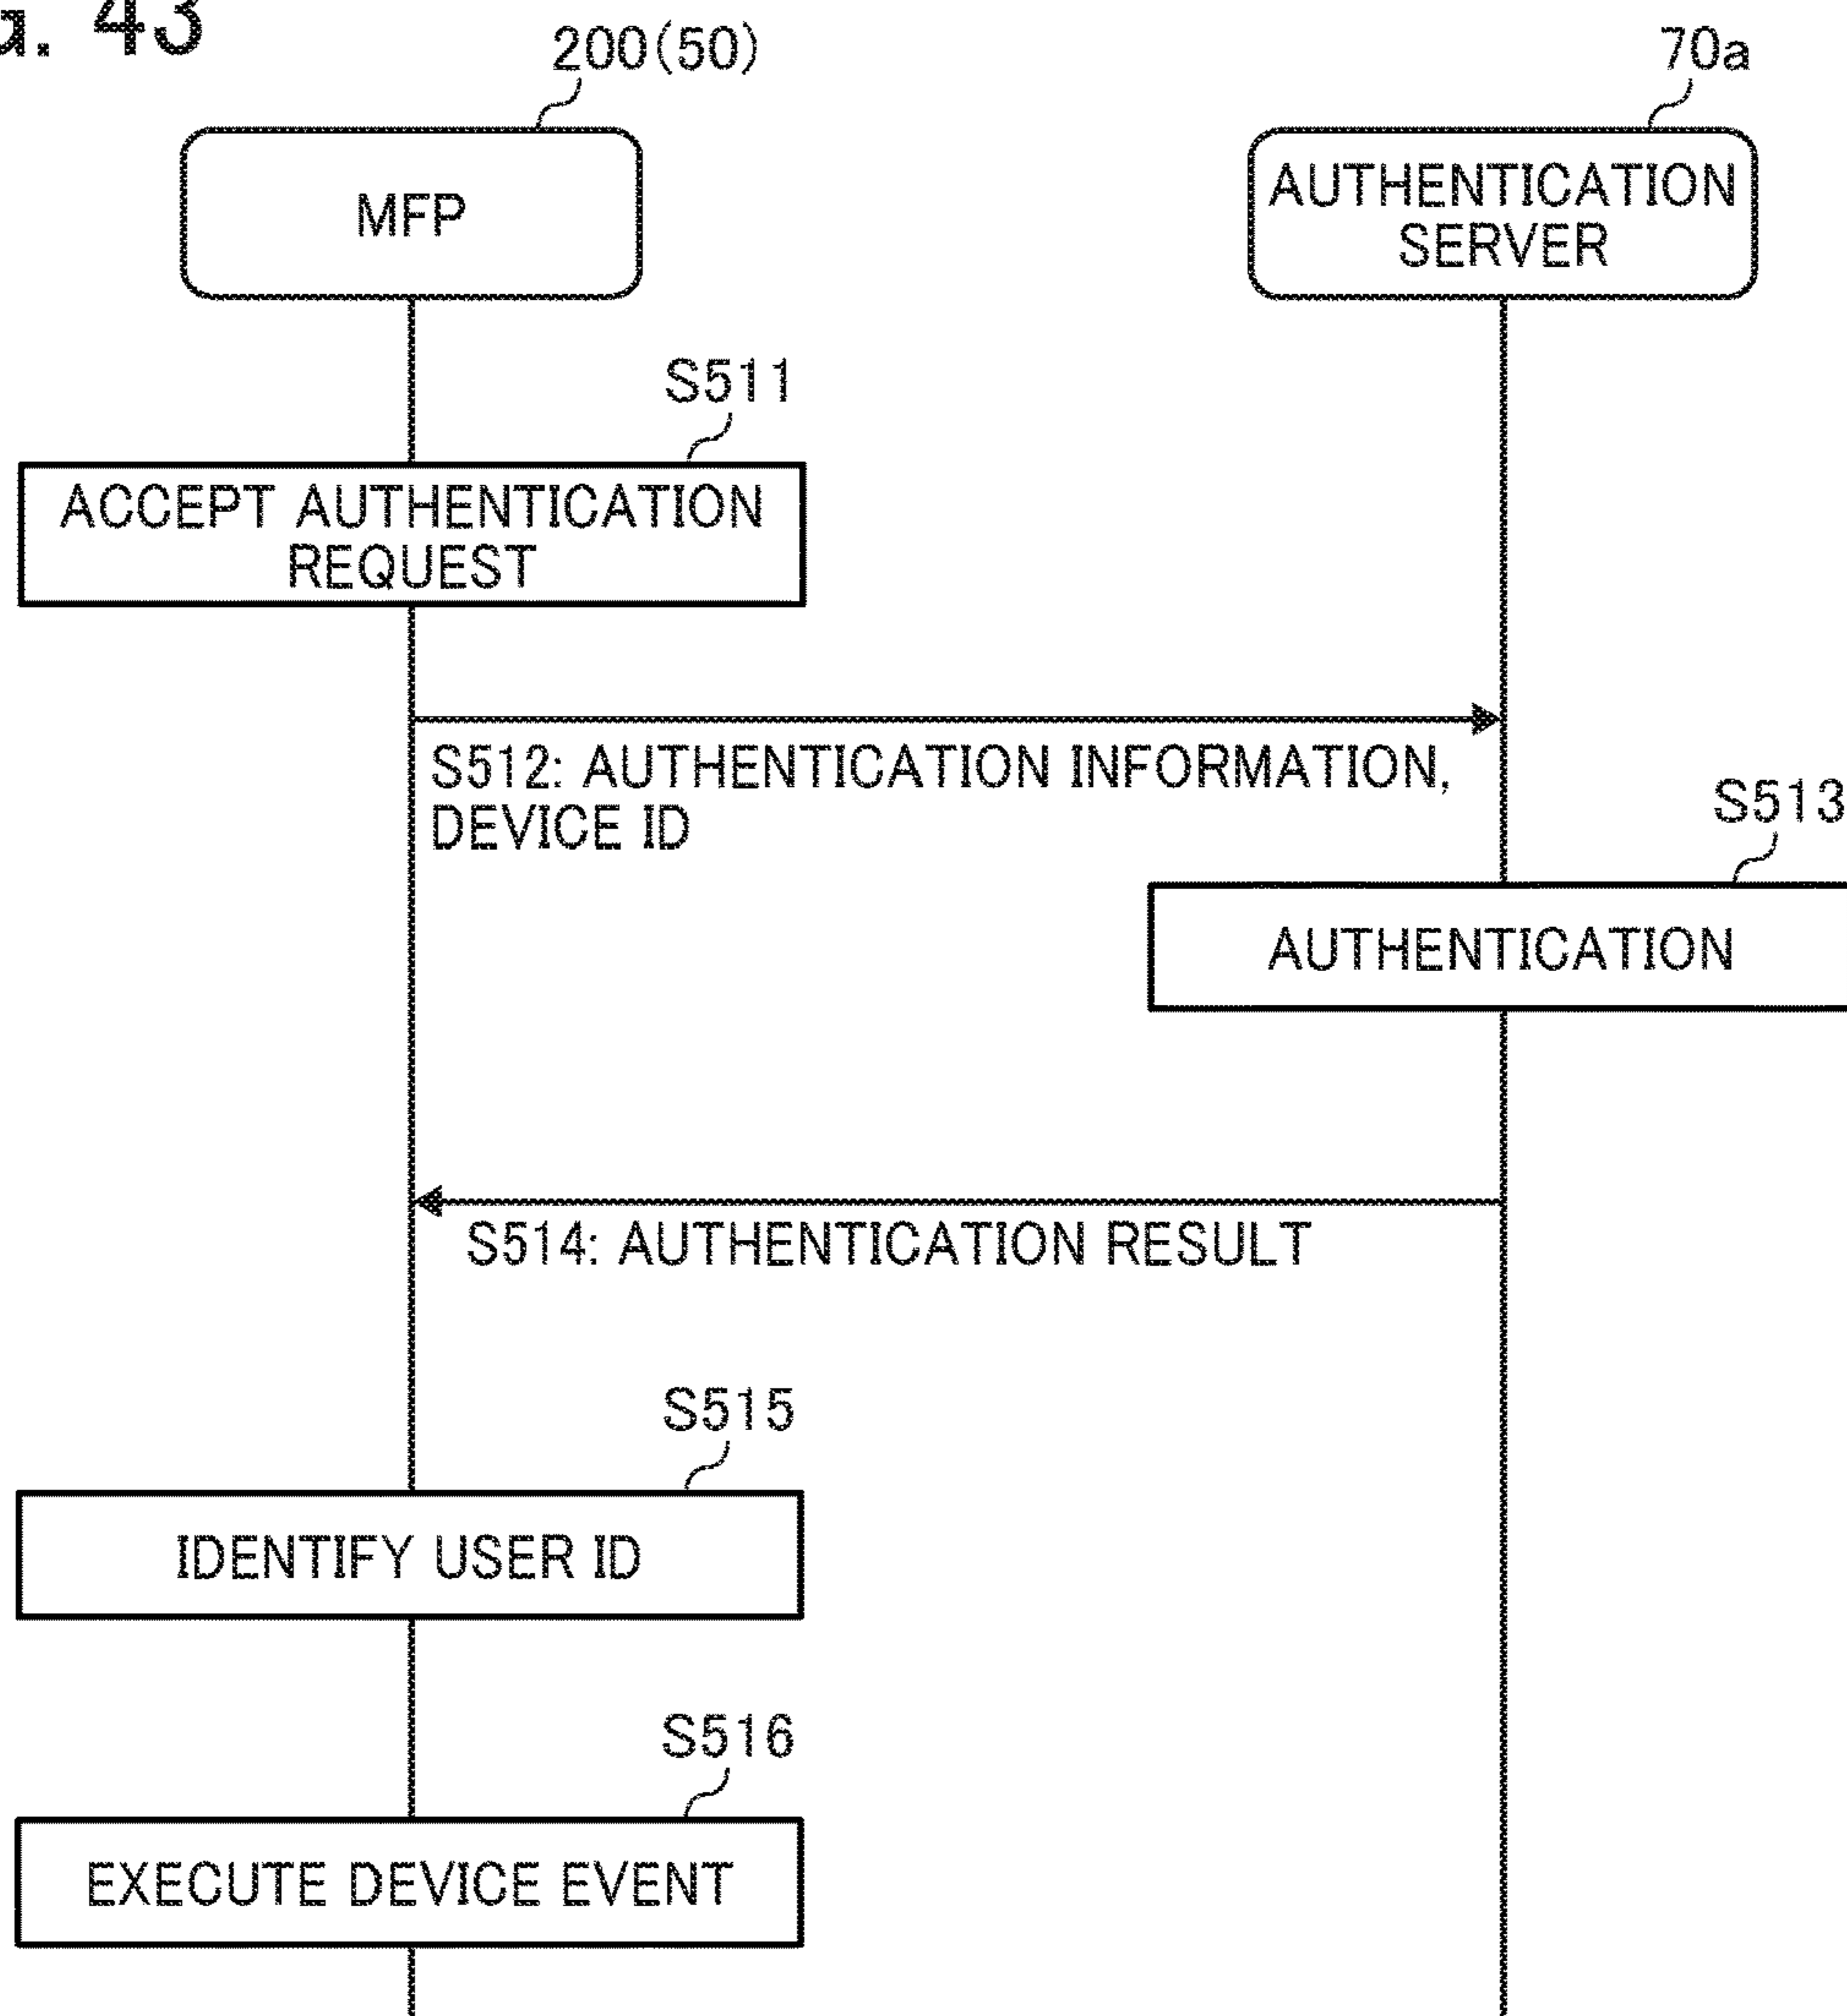 43
200(50)
70a
MFP
AUTHENTICATION
SERVER
S511
ACCEPT AUTHENTICATION
REQUEST
S512: AUTHENTICATION INFORMATION,
DEVICE ID
S513
AUTHENTICATION
S514: AUTHENTICATION RESULT
S515
IDENTIFY USER ID
S516
EXECUTE DEVICE EVENT